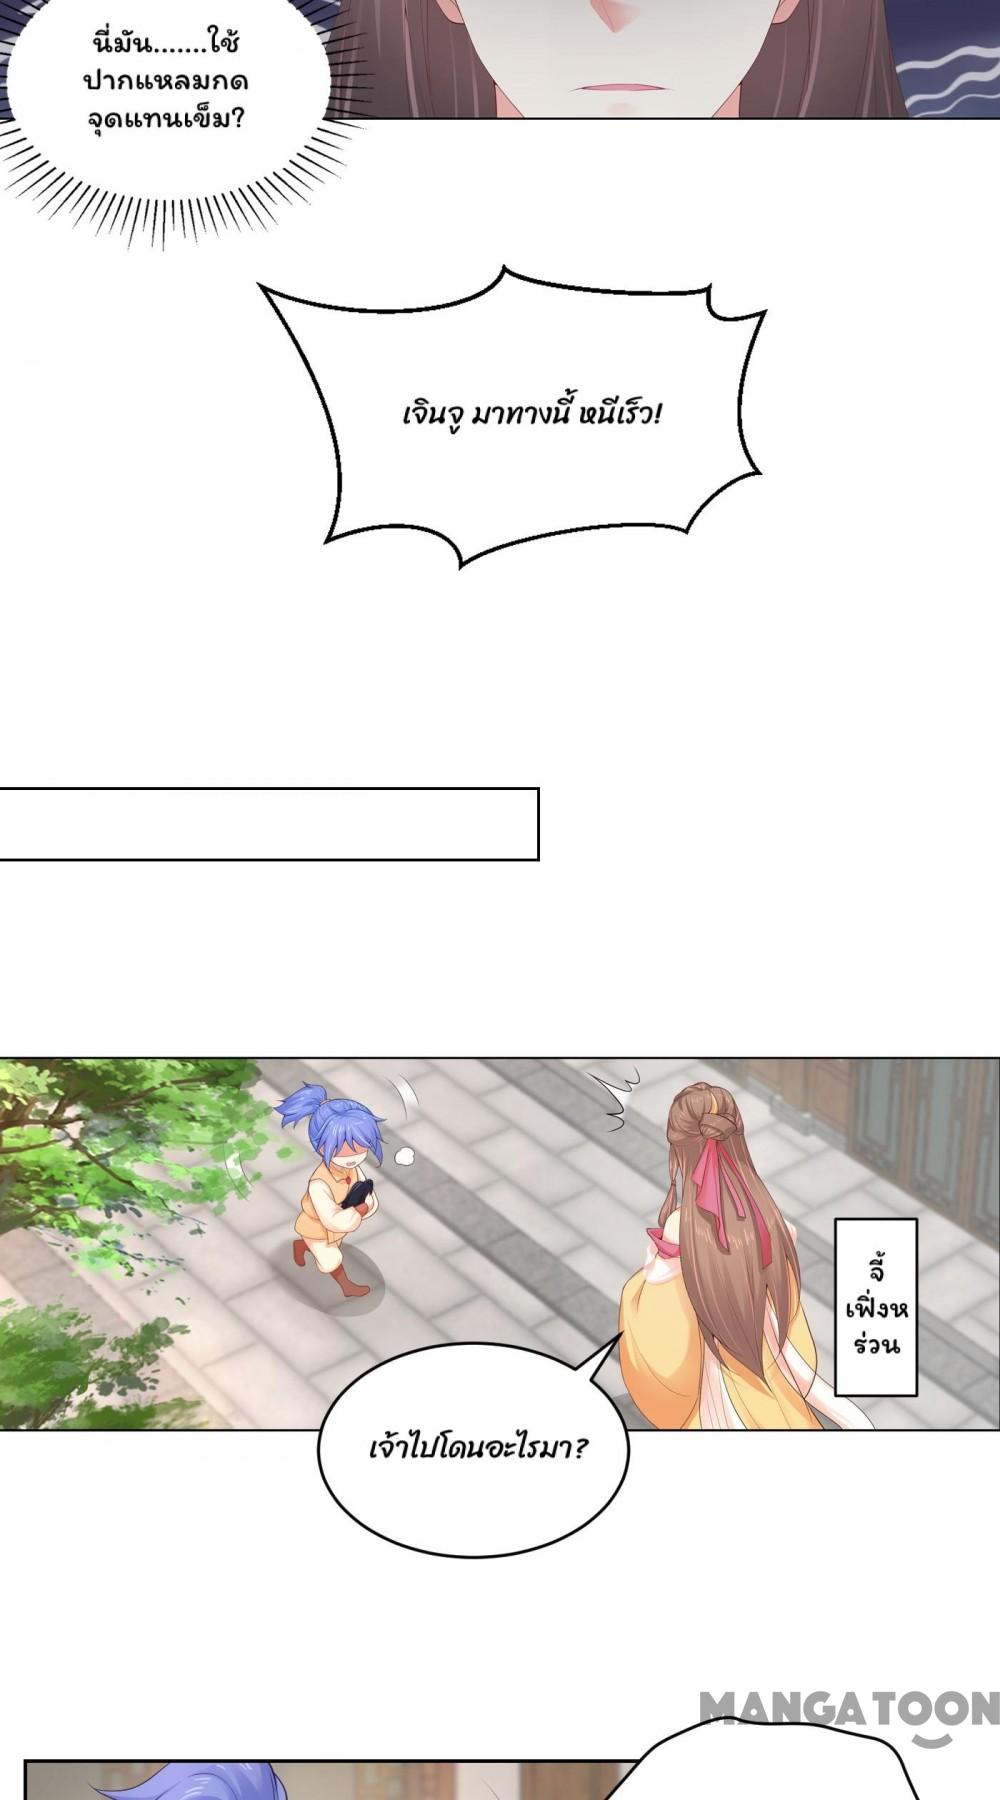 นี่มัน.......ใช้
ปากแหลมกด
จุดแทนเข็ม?
เจินจู มาทางนี้ หนีเร็ว!
จี้
เฟิ่งห
ร่วน
เจ้าไปโดนอะไรมา?
MANGATOON